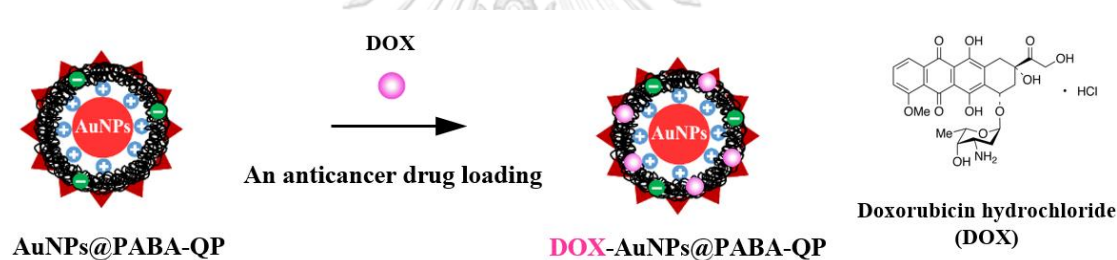 DOX
An anticancer drug loading
AuNPs
+
+
+
+
+
+
+
+
−
−
−
AuNPs@PABA-QP
AuNPs
+
+
+
+
+
+
+
+
−
−
−
DOX-AuNPs@PABA-QP
O
OH
O
OH
OH
OMe
O
OH
O
• HCl
Me
O
OH
NH₂
Doxorubicin hydrochloride
(DOX)